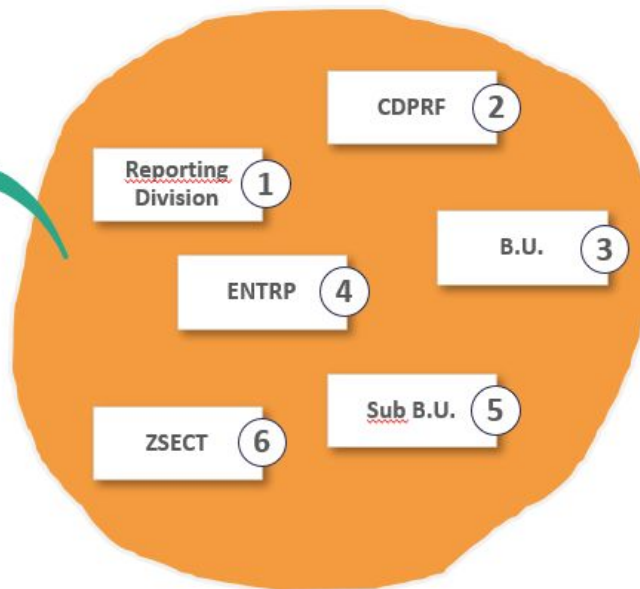 CDPRF 2
Reporting
Division 1
B.U. 3
ENTRP 4
Sub B.U. 5
ZSECT 6